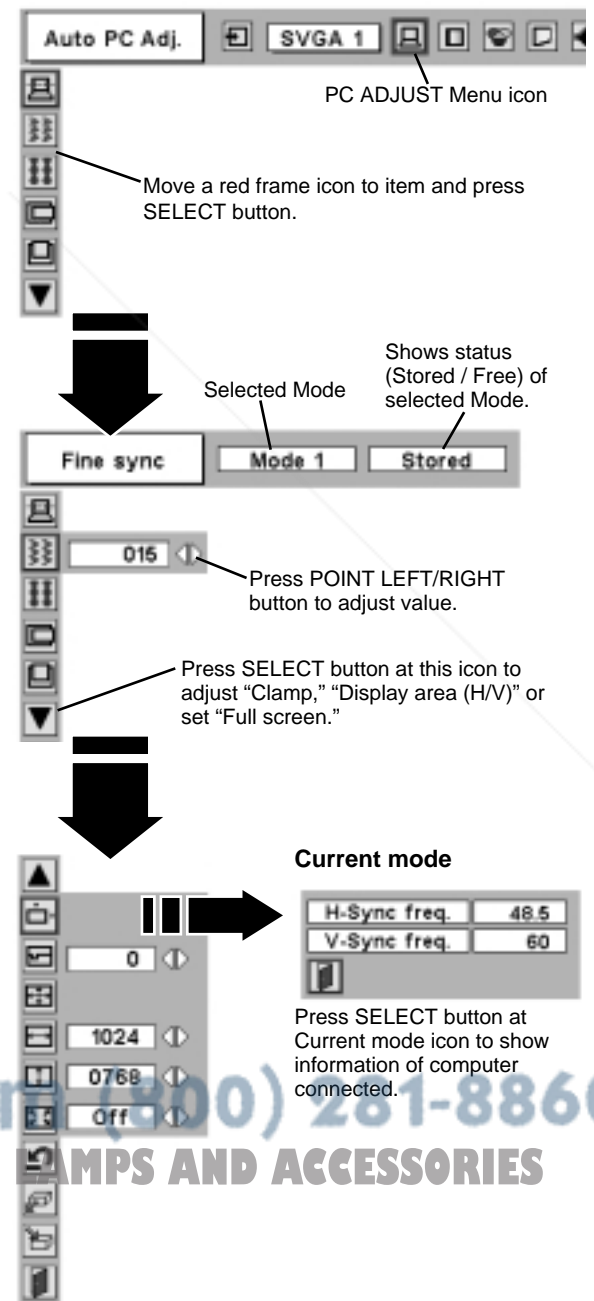 Auto PC Adj.
SVGA 1
PC ADJUST Menu icon
Move a red frame icon to item and press
SELECT button.
Selected Mode
Shows status
(Stored / Free) of
selected Mode.
Fine sync
Mode 1
Stored
015
Press POINT LEFT/RIGHT
button to adjust value.
Press SELECT button at this icon to
adjust “Clamp,” “Display area (H/V)” or
set “Full screen.”
Current mode
H-Sync freq. 48.5
V-Sync freq. 60
0
1024
0768
Off
Press SELECT button at
Current mode icon to show
information of computer
connected.
(800) 281-886
LAMPS AND ACCESSORIES